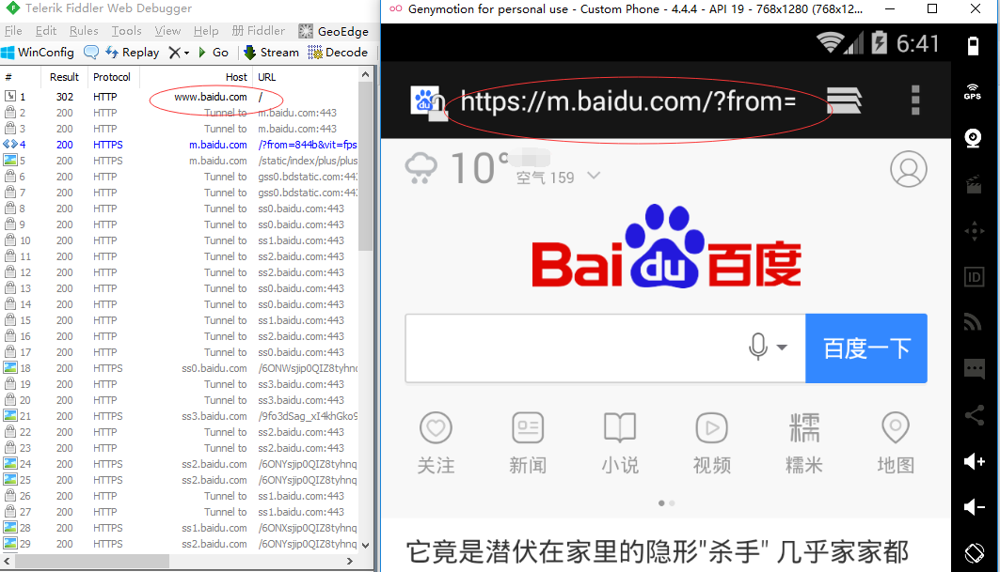 Telerik Fiddler Web Debugger
File Edit Rules Tools View Help Fiddler GeoEdge
WinConfig Replay Go Stream Decode
# Result Protocol Host URL
1 302 HTTP www.baidu.com /
2 200 HTTP Tunnel to m.baidu.com:443
3 200 HTTP Tunnel to m.baidu.com:443
4 200 HTTPS m.baidu.com /?from=844b&vit=fps
5 200 HTTPS m.baidu.com /static/index/plus/plus
6 200 HTTP Tunnel to gss0.bdstatic.com:443
7 200 HTTP Tunnel to gss0.bdstatic.com:443
8 200 HTTP Tunnel to ss0.baidu.com:443
9 200 HTTP Tunnel to ss0.baidu.com:443
10 200 HTTP Tunnel to ss1.baidu.com:443
11 200 HTTP Tunnel to ss2.baidu.com:443
12 200 HTTP Tunnel to ss2.baidu.com:443
13 200 HTTP Tunnel to ss0.baidu.com:443
14 200 HTTP Tunnel to ss0.baidu.com:443
15 200 HTTP Tunnel to ss1.baidu.com:443
16 200 HTTP Tunnel to ss2.baidu.com:443
17 200 HTTP Tunnel to ss0.baidu.com:443
18 200 HTTPS ss0.baidu.com /6ONWsjip0QIZ8tyhnq
19 200 HTTP Tunnel to ss3.baidu.com:443
20 200 HTTP Tunnel to ss3.baidu.com:443
21 200 HTTPS ss3.baidu.com /9fo3dSag_xI4khGko9
22 200 HTTP Tunnel to ss2.baidu.com:443
23 200 HTTP Tunnel to ss2.baidu.com:443
24 200 HTTPS ss2.baidu.com /6ONYsjip0QIZ8tyhnq
25 200 HTTPS ss2.baidu.com /6ONYsjip0QIZ8tyhnq
26 200 HTTP Tunnel to ss1.baidu.com:443
27 200 HTTP Tunnel to ss1.baidu.com:443
28 200 HTTPS ss1.baidu.com /6ONXsjip0QIZ8tyhnq
29 200 HTTPS ss2.baidu.com /6ONYsjip0QIZ8tyhnq
Genymotion for personal use - Custom Phone - 4.4.4 - API 19 - 768x1280 (768x12...
6:41
https://m.baidu.com/?from=
10°
空气 159
Baidu百度
百度一下
关注 新闻 小说 视频 糯米 地图
糯
它竟是潜伏在家里的隐形"杀手" 几乎家家都
GPS
ID